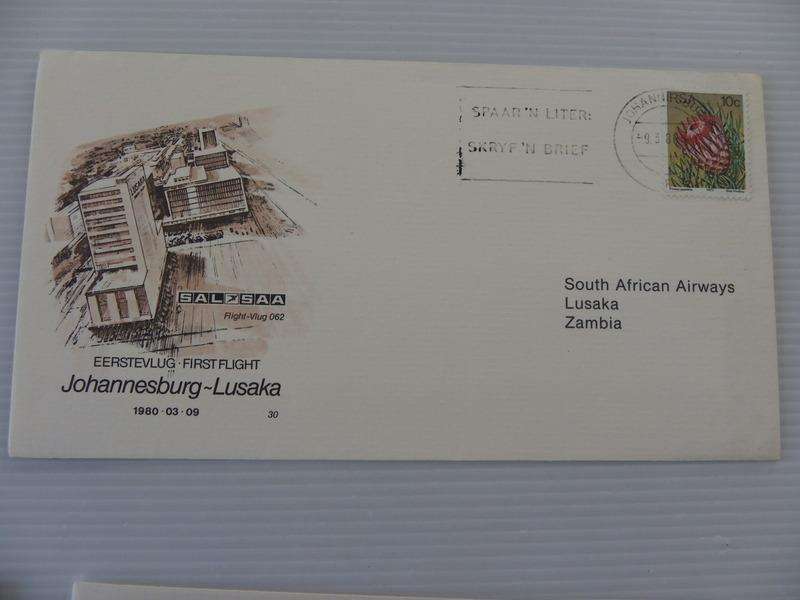 SPAAR 'N LITER:
SKRYF 'N BRIEF
10c
SAL SAA
Flight-Vlug 062
EERSTEVLUG · FIRST FLIGHT
Johannesburg~Lusaka
1980 · 03 · 09
30
South African Airways
Lusaka
Zambia